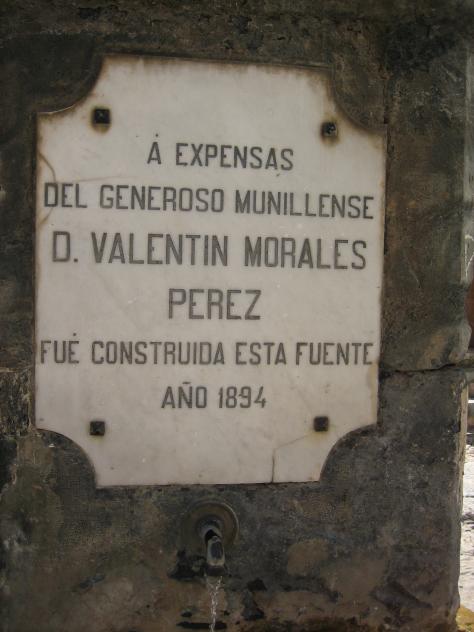 Á EXPENSAS
DEL GENEROSO MUNILLENSE
D. VALENTIN MORALES
PEREZ
FUÉ CONSTRUIDA ESTA FUENTE
AÑO 1894